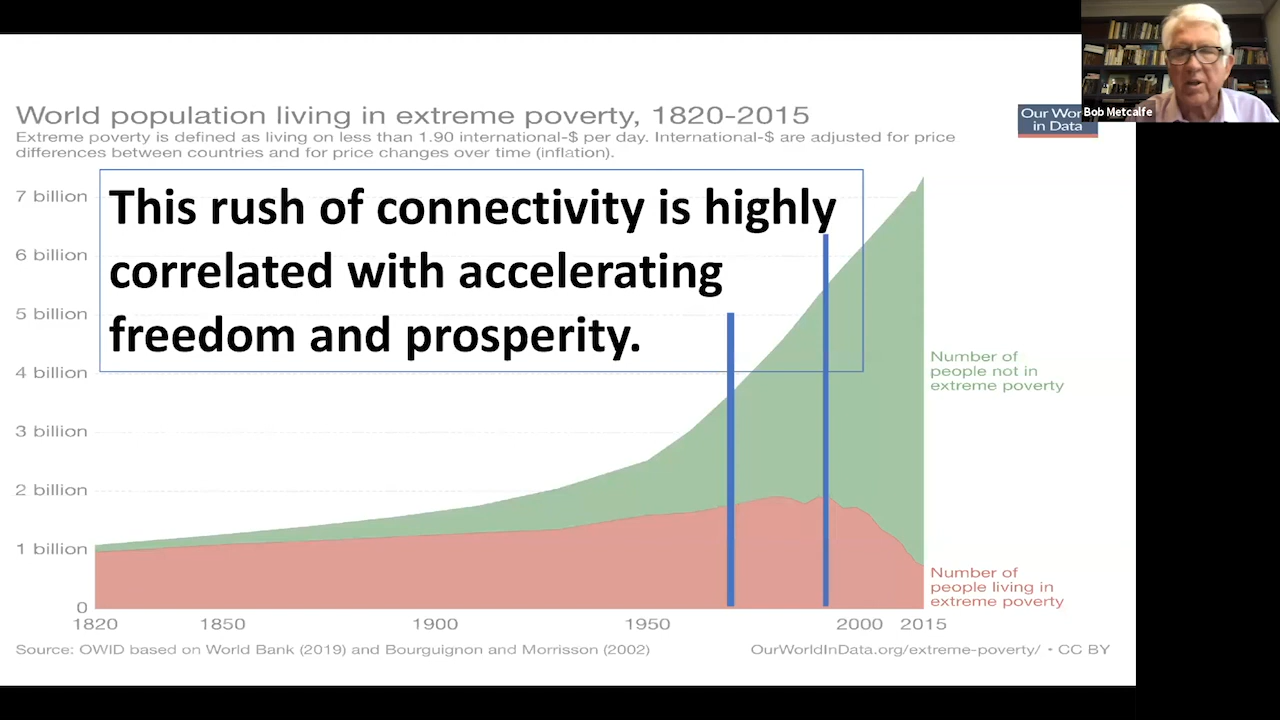 World population living in extreme poverty, 1820-2015
Extreme poverty is defined as living on less than 1.90 international-$ per day. International-$ are adjusted for price
differences between countries and for price changes over time (inflation).
Our Wor
in Data
Bob Metcalfe
This rush of connectivity is highly
correlated with accelerating
freedom and prosperity.
7 billion
6 billion
5 billion
4 billion
3 billion
2 billion
1 billion
0
Number of
people not in
extreme poverty
Number of
people living in
extreme poverty
1820
1850
1900
1950
2000
2015
Source: OWID based on World Bank (2019) and Bourguignon and Morrisson (2002)
OurWorldInData.org/extreme-poverty/ • CC BY